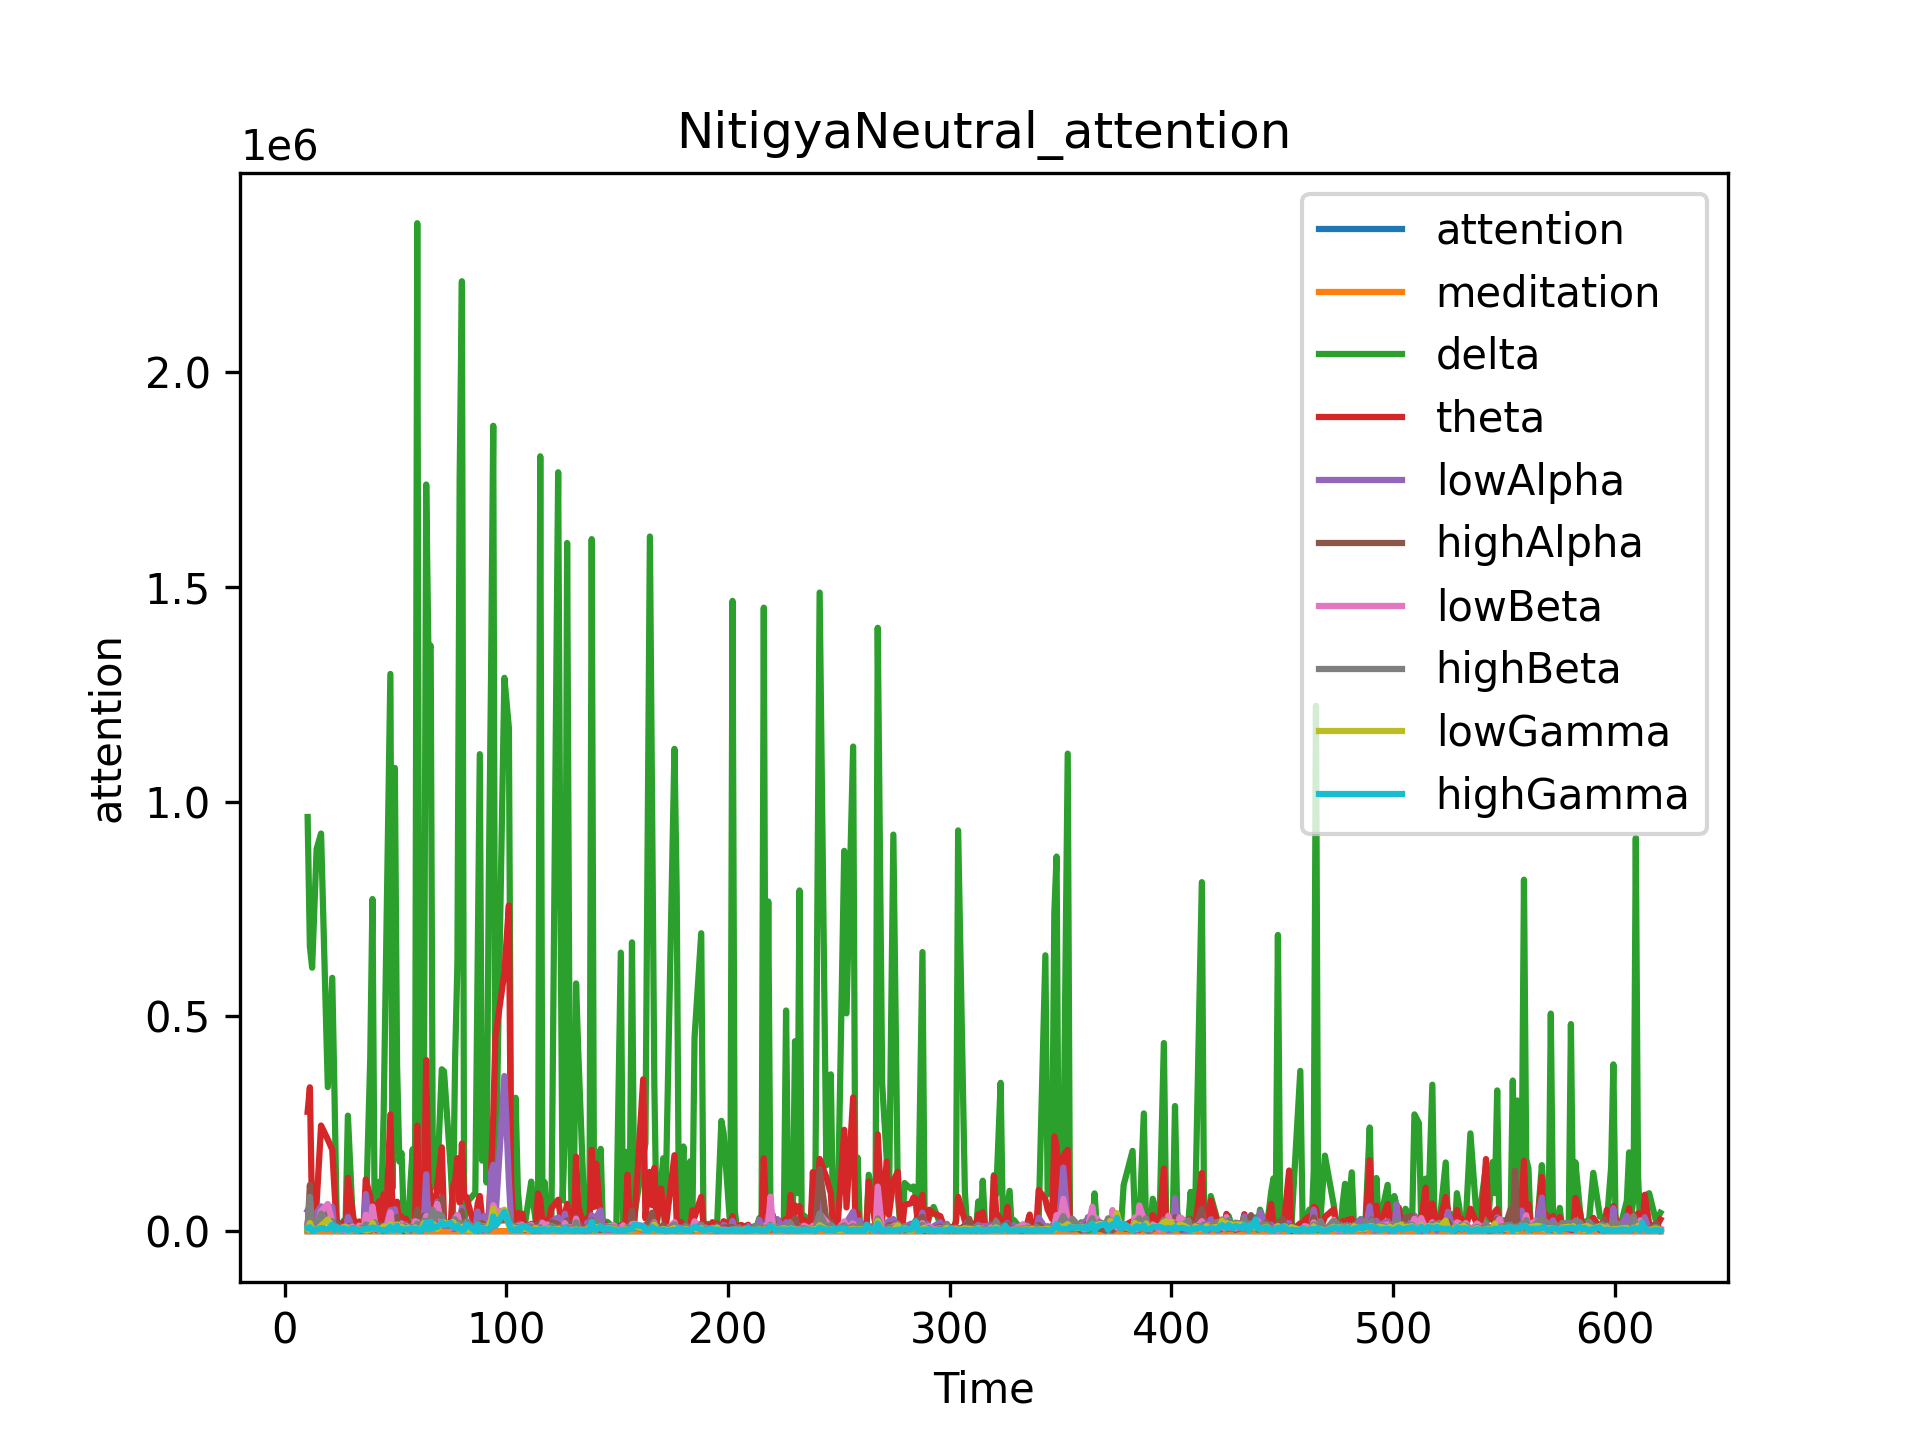 NitigyaNeutral_attention
1e6
attention
2.0
1.5
1.0
0.5
0.0
0 100 200 300 400 500 600
Time
attention
meditation
delta
theta
lowAlpha
highAlpha
lowBeta
highBeta
lowGamma
highGamma